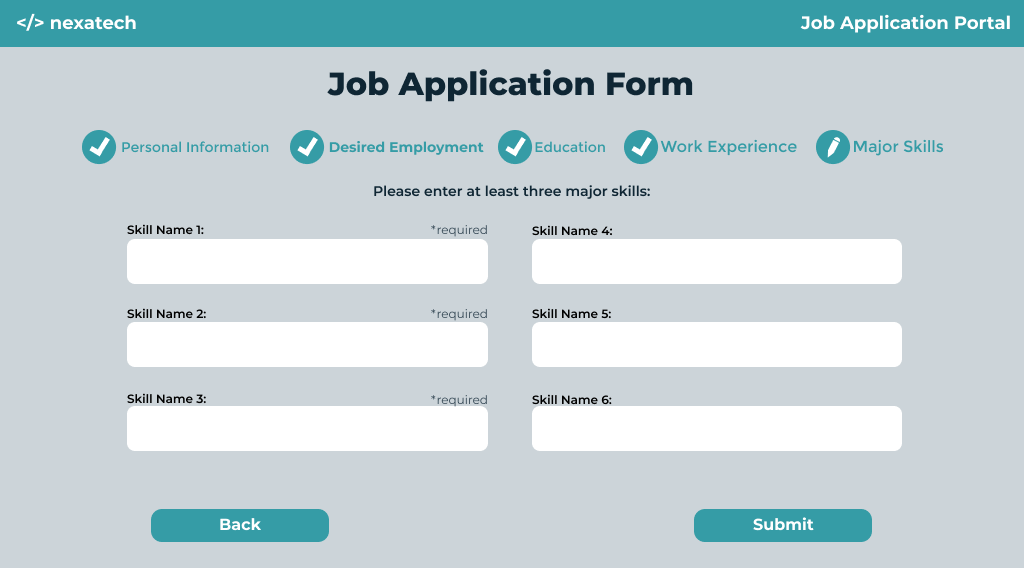 </> nexatech
Job Application Portal
Job Application Form
Personal Information
Desired Employment
Education
Work Experience
Major Skills
Please enter at least three major skills:
Skill Name 1:
*required
Skill Name 4:
Skill Name 2:
*required
Skill Name 5:
Skill Name 3:
*required
Skill Name 6:
Back
Submit